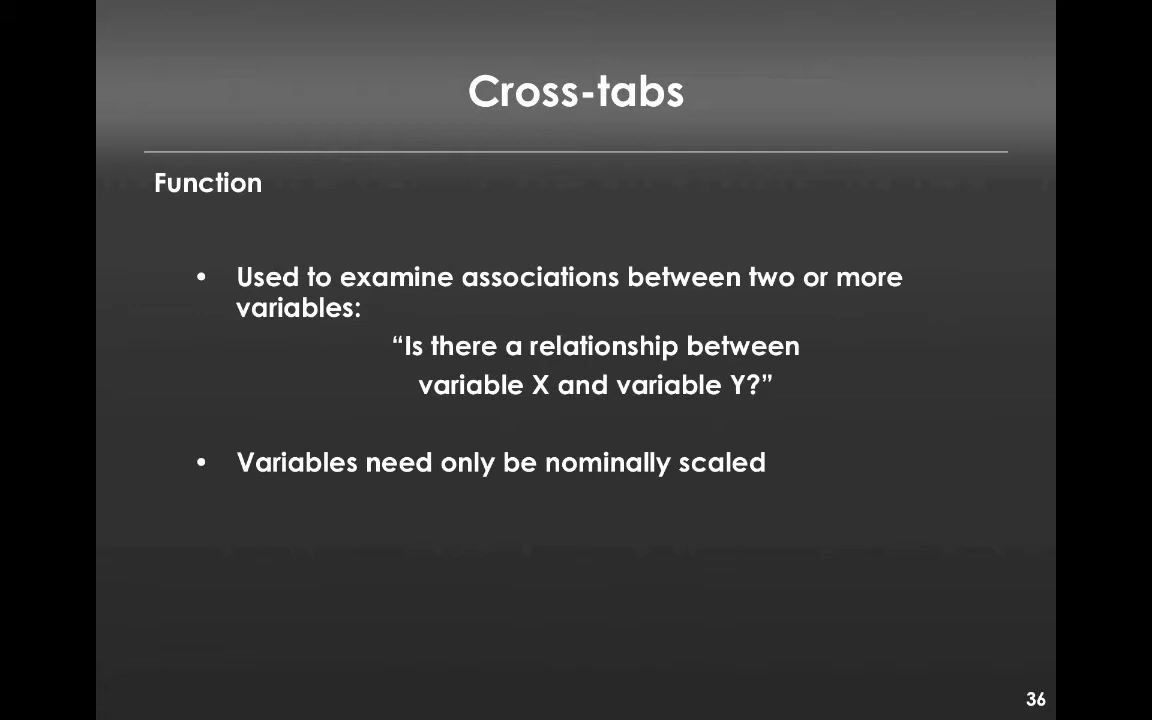 Cross-tabs
Function
• Used to examine associations between two or more
variables:
“Is there a relationship between
variable X and variable Y?”
• Variables need only be nominally scaled
36